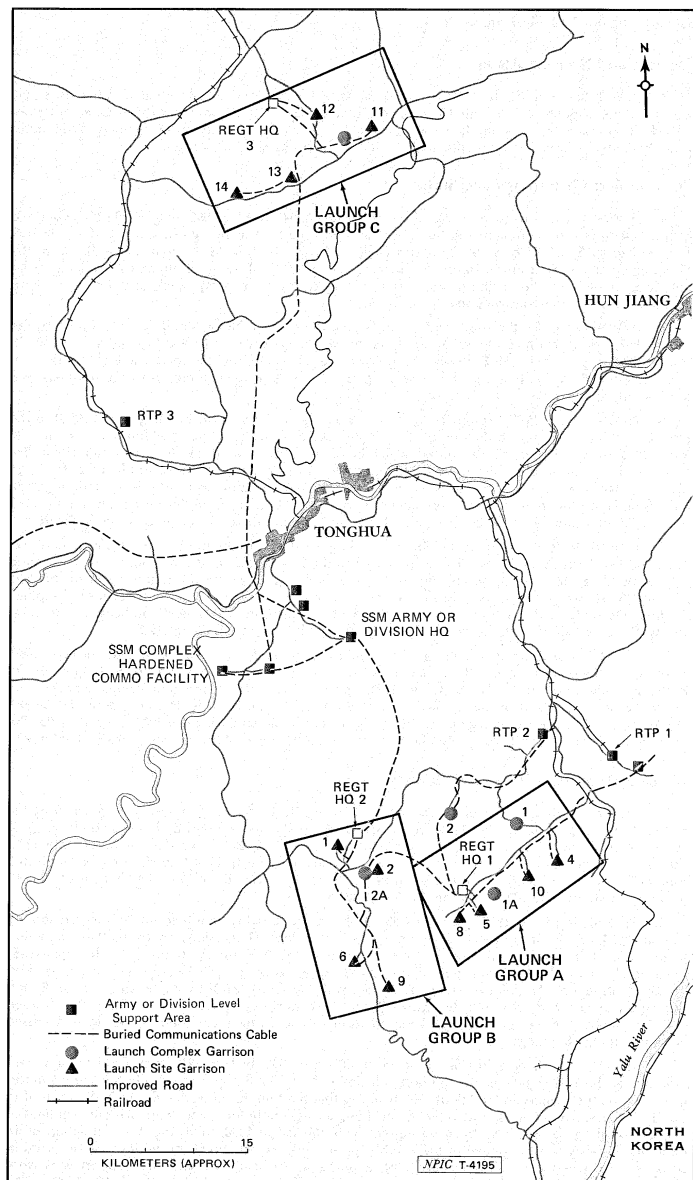 N
12
11
REGT HQ
3
13
14
LAUNCH
GROUP C
HUN JIANG
RTP 3
TONGHUA
SSM ARMY OR
DIVISION HQ
SSM COMPLEX
HARDENED
COMMO FACILITY
RTP 2
RTP 1
REGT
HQ 2
1
2
1
2
REGT
HQ 1
4
2A
10
1A
5
8
6
9
LAUNCH
GROUP A
LAUNCH
GROUP B
Army or Division Level
Support Area
Buried Communications Cable
Launch Complex Garrison
Launch Site Garrison
Improved Road
Railroad
0 15
KILOMETERS (APPROX)
NPIC T-4195
Yalu River
NORTH
KOREA